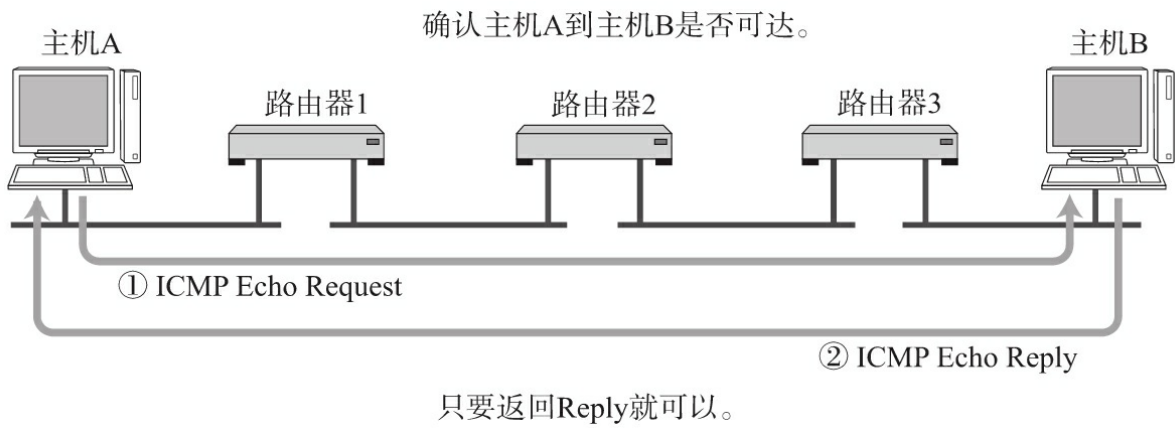 确认主机A到主机B是否可达。
主机A
主机B
路由器1
路由器2
路由器3
① ICMP Echo Request
② ICMP Echo Reply
只要返回Reply就可以。